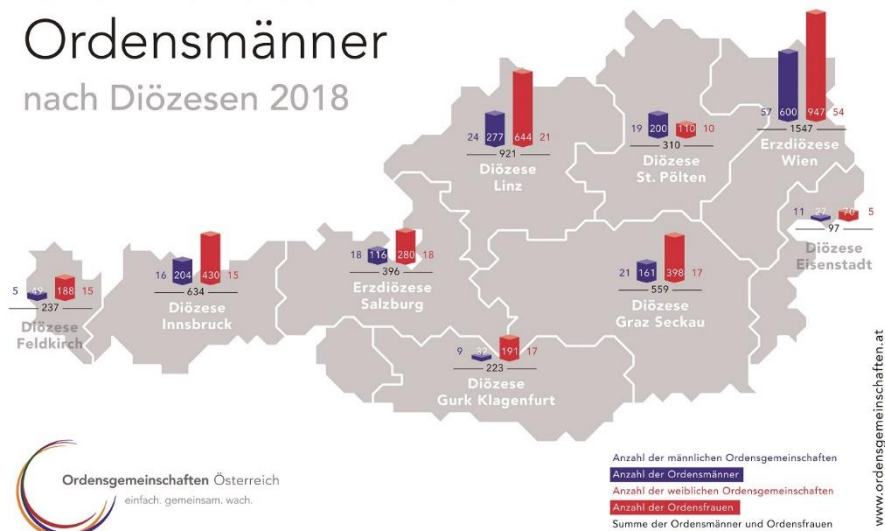 Ordensmänner
nach Diözesen 2018
57 600 947 54
1547
Erzdiözese
Wien
24 277 644 21
921
Diözese
Linz
19 200 110 10
310
Diözese
St. Pölten
11 27 70 5
97
Diözese
Eisenstadt
18 116 280 18
396
Erzdiözese
Salzburg
21 161 398 17
559
Diözese
Graz Seckau
16 204 430 15
634
Diözese
Innsbruck
5 49 188 15
237
Diözese
Feldkirch
9 32 191 17
223
Diözese
Gurk Klagenfurt
Ordensgemeinschaften Österreich
einfach. gemeinsam. wach.
Anzahl der männlichen Ordensgemeinschaften
Anzahl der Ordensmänner
Anzahl der weiblichen Ordensgemeinschaften
Anzahl der Ordensfrauen
Summe der Ordensmänner und Ordensfrauen
www.ordensgemeinschaften.at